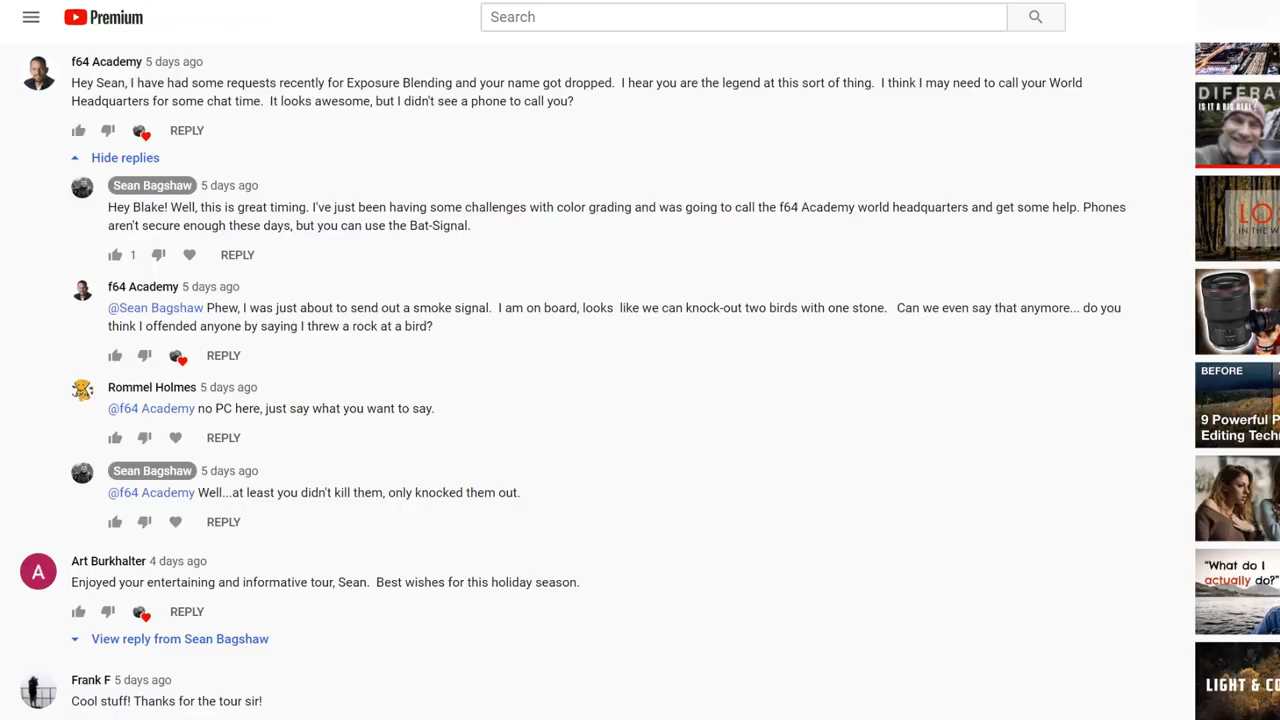 Premium
Search
f64 Academy 5 days ago
Hey Sean, I have had some requests recently for Exposure Blending and your name got dropped. I hear you are the legend at this sort of thing. I think I may need to call your World
Headquarters for some chat time. It looks awesome, but I didn't see a phone to call you?
REPLY
Hide replies
Sean Bagshaw 5 days ago
Hey Blake! Well, this is great timing. I've just been having some challenges with color grading and was going to call the f64 Academy world headquarters and get some help. Phones
aren't secure enough these days, but you can use the Bat-Signal.
1 REPLY
f64 Academy 5 days ago
@Sean Bagshaw Phew, I was just about to send out a smoke signal. I am on board, looks like we can knock-out two birds with one stone. Can we even say that anymore... do you
think I offended anyone by saying I threw a rock at a bird?
REPLY
Rommel Holmes 5 days ago
@f64 Academy no PC here, just say what you want to say.
REPLY
Sean Bagshaw 5 days ago
@f64 Academy Well...at least you didn't kill them, only knocked them out.
REPLY
A
Art Burkhalter 4 days ago
Enjoyed your entertaining and informative tour, Sean. Best wishes for this holiday season.
REPLY
View reply from Sean Bagshaw
Frank F 5 days ago
Cool stuff! Thanks for the tour sir!
IS IT A BIG DEAL?
IN THE W
BEFORE
9 Powerful P
Editing Tech
"What do I
actually do?"
LIGHT & CO